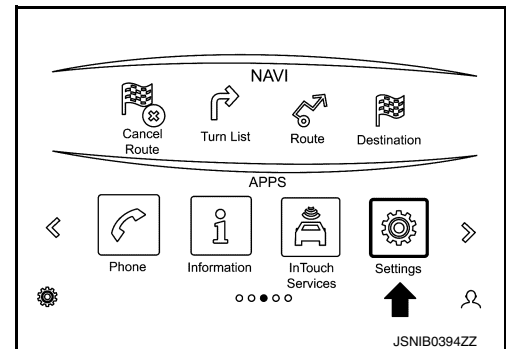 NAVI
Cancel
Route
Turn List
Route
Destination
APPS
Phone
Information
InTouch
Services
Settings
JSNIB0394ZZ